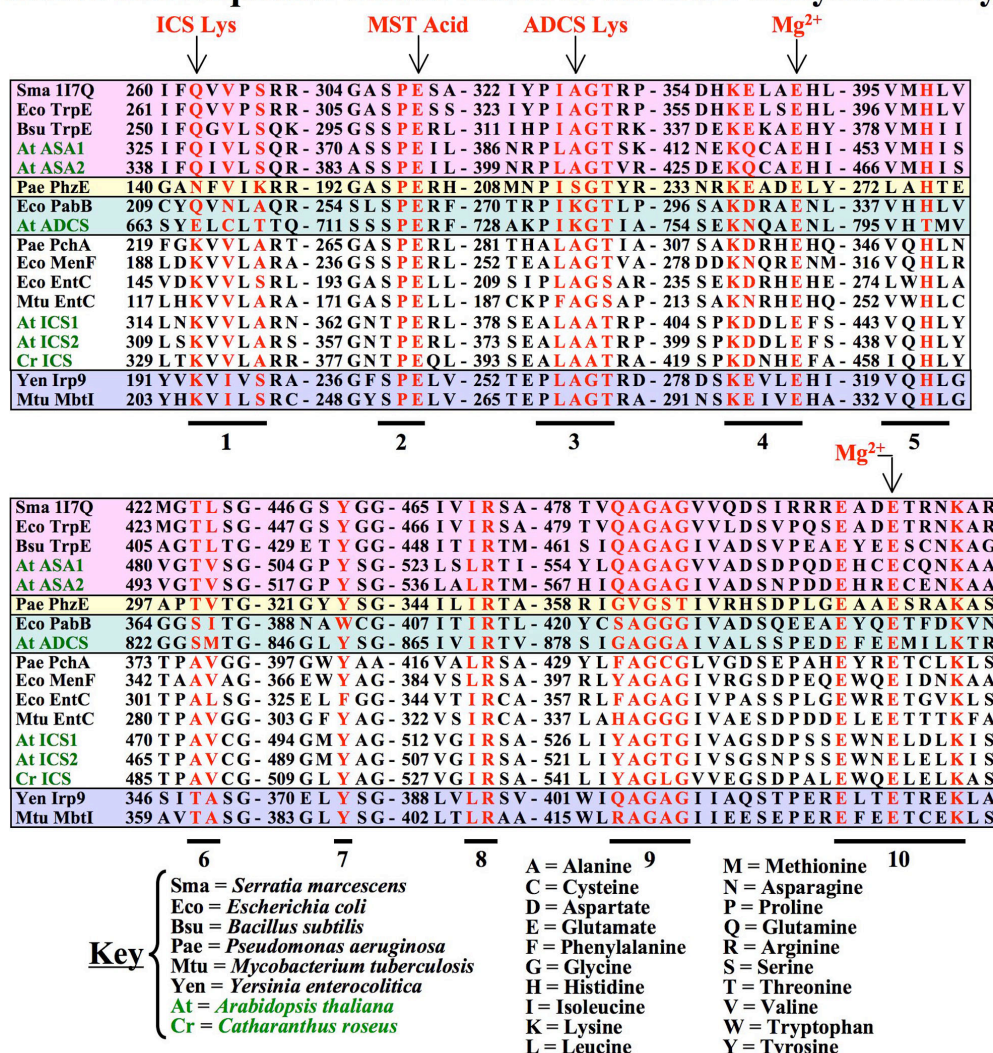 ICS Lys MST Acid ADCS Lys Mg²⁺
Sma 1I7Q 260 I F Q V V P S R R - 304 G A S P E S A - 322 I Y P I A G T R P - 354 D H K E L A E H L - 395 V M H L V
Eco TrpE 261 I F Q V V P S R R - 304 G A S P E S S - 323 I Y P I A G T R P - 355 D H K E L S E H L - 396 V M H L V
Bsu TrpE 250 I F Q G V L S Q K - 295 G S S P E R L - 311 I H P I A G T R K - 337 D E K E K A E H Y - 378 V M H I I
At ASA1 325 I F Q I V L S Q R - 370 A S S P E I L - 386 N R P L A G T S K - 412 N E K Q C A E H I - 453 V M H I S
At ASA2 338 I F Q I V L S Q R - 383 A S S P E I L - 399 N R P L A G T V R - 425 D E K Q C A E H I - 466 V M H I S
Pae PhzE 140 G A N F V I K R R - 192 G A S P E R H - 208 M N P I S G T Y R - 233 N R K E A D E L Y - 272 L A H T E
Eco PabB 209 C Y Q V N L A Q R - 254 S L S P E R F - 270 T R P I K G T L P - 296 S A K D R A E N L - 337 V H H L V
At ADCS 663 S Y E L C L T T Q - 711 S S S P E R F - 728 A K P I K G T I A - 754 S E K N Q A E N L - 795 V H T M V
Pae PchA 219 F G K V V L A R T - 265 G A S P E R L - 281 T H A L A G T I A - 307 S A K D R H E H Q - 346 V Q H L N
Eco MenF 188 L D K V V L A R A - 236 G S S P E R L - 252 T E A L A G T V A - 278 D D K N Q R E N M - 316 V Q H L R
Eco EntC 145 V D K V V L S R L - 193 G A S P E L L - 209 S I P L A G S A R - 235 S E K D R H E H E - 274 L W H L A
Mtu EntC 117 L H K V V L A R A - 171 G A S P E L L - 187 C K P F A G S A R - 213 S A K N R H E H Q - 252 V W H L C
At ICS1 314 L N K V V L A R N - 362 G N T P E R L - 378 S E A L A A T R P - 404 S P K D D L E F S - 443 V Q H L Y
At ICS2 309 L S K V V L A R S - 357 G N T P E R L - 393 S E A L A A T R P - 399 S P K D D L E F S - 438 V Q H L Y
Cr ICS 329 L T K V V L A R R - 377 G N T P E Q L - 393 S E A L A A T R A - 419 S P K D N H E F A - 458 I Q H L Y
Yen Irp9 191 Y V K V I V S R A - 236 G F S P E L V - 252 T E P L A G T R D - 278 D S K E V L E H I - 319 V Q H L G
Mtu MbtI 203 Y H K V I L S R C - 248 G Y S P E L V - 265 T E P L A G T R A - 291 N S K E I V E H A - 332 V Q H L G
1 2 3 4 5
Mg²⁺
Sma 1I7Q 422 M G T L S G - 446 G S Y G G - 465 I V I R S A - 478 T V Q A G A G V V Q D S I R R R E A D E T R N K A R
Eco TrpE 423 M G T L S G - 447 G S Y G G - 466 I V I R S A - 479 T V Q A G A G V V L D S V P Q S E A D E T R N K A R
Bsu TrpE 405 A G T L T G - 429 E T Y G G - 448 I T I R T M - 461 S I Q A G A G I V A D S V P E A E Y E E S C N K A G
At ASA1 480 V G T V S G - 504 G P Y S G - 523 L S L R T I - 554 Y L Q A G A G V V A D S D P Q D E H C E C Q N K A A
At ASA2 493 V G T V S G - 517 G P Y S G - 536 L A L R T M - 567 H I Q A G A G I V A D S N P D D E H R E C E N K A A
Pae PhzE 297 A P T V T G - 321 G Y Y S G - 344 I L I R T A - 358 R I G V G S T I V R H S D P L G E A A E S R A K A S
Eco PabB 364 G G S I T G - 388 N A W C G - 407 I T I R T L - 420 Y C S A G G G I V A D S Q E E A E Y Q E T F D K V N
At ADCS 822 G G S M T G - 846 G L Y S G - 865 I V I R T V - 878 S I G A G G A I V A L S S P E D E F E E M I L K T R
Pae PchA 373 T P A V G G - 397 G W Y A A - 416 V A L R S A - 429 Y L F A G C G L V G D S E P A H E Y R E T C L K L S
Eco MenF 342 T A A V A G - 366 E W Y A G - 384 V S L R S A - 397 R L Y A G A G I V R G S D P E Q E W Q E I D N K A A
Eco EntC 301 T P A L S G - 325 E L F G G - 344 V T I R C A - 357 R L F A G A G I V P A S S P L G E W R E T G V K L S
Mtu EntC 280 T P A V G G - 303 G F Y A G - 322 V S I R C A - 337 L A H A G G G I V A E S D P D D E L E E T T T K F A
At ICS1 470 T P A V C G - 494 G M Y A G - 512 V G I R S A - 526 L I Y A G T G I V A G S D P S S E W N E L D L K I S
At ICS2 465 T P A V C G - 489 G M Y A G - 507 V G I R S A - 521 L I Y A G T G I V S G S N P S S E W N E L E L K I S
Cr ICS 485 T P A V C G - 509 G L Y A G - 527 V G I R S A - 541 L I Y A G L G V V E G S D P A L E W Q E L E L K A S
Yen Irp9 346 S I T A S G - 370 E L Y S G - 388 L V L R S V - 401 W I Q A G A G I I A Q S T P E R E L T E T R E K L A
Mtu MbtI 359 A V T A S G - 383 G L Y S G - 402 L T L R A A - 415 W L R A G A G I I E E S E P E R E F E E T C E K L S
6 7 8 9 10
Key
Sma = Serratia marcescens
Eco = Escherichia coli
Bsu = Bacillus subtilis
Pae = Pseudomonas aeruginosa
Mtu = Mycobacterium tuberculosis
Yen = Yersinia enterocolitica
At = Arabidopsis thaliana
Cr = Catharanthus roseus
A = Alanine
C = Cysteine
D = Aspartate
E = Glutamate
F = Phenylalanine
G = Glycine
H = Histidine
I = Isoleucine
K = Lysine
L = Leucine
M = Methionine
N = Asparagine
P = Proline
Q = Glutamine
R = Arginine
S = Serine
T = Threonine
V = Valine
W = Tryptophan
Y = Tyrosine